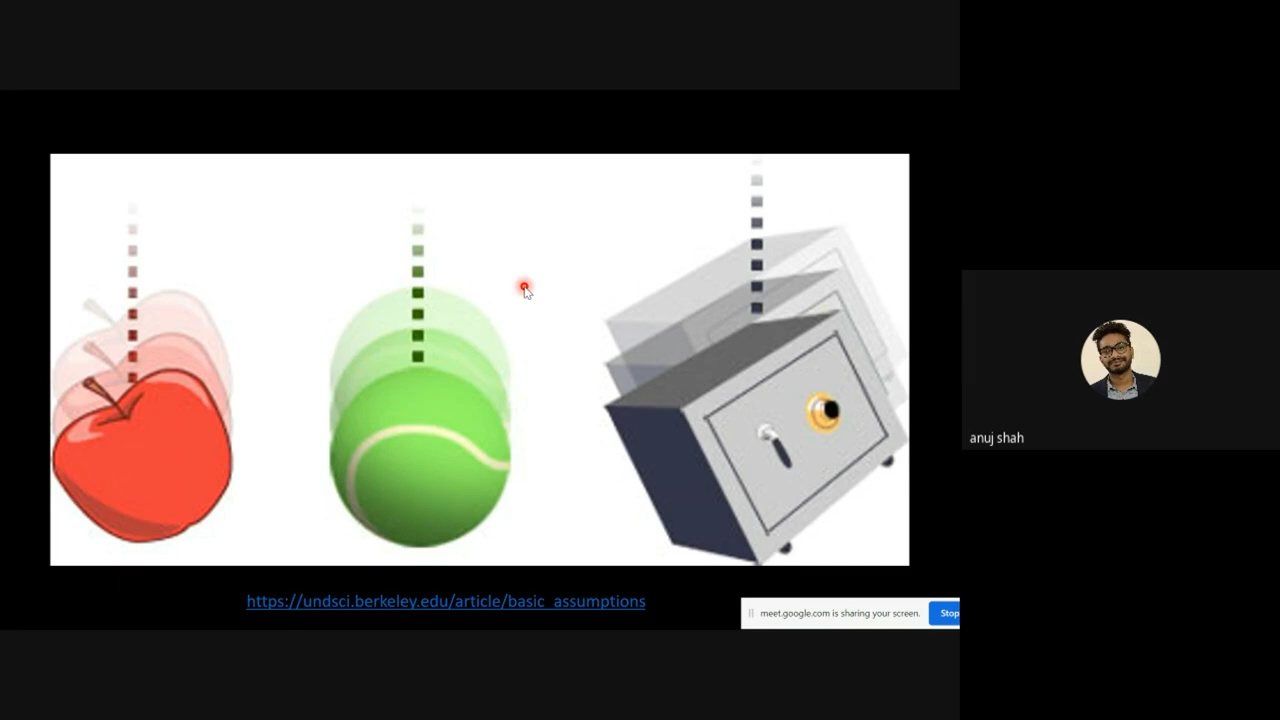 https://undsci.berkeley.edu/article/basic_assumptions
meet.google.com is sharing your screen.
Stop
anuj shah